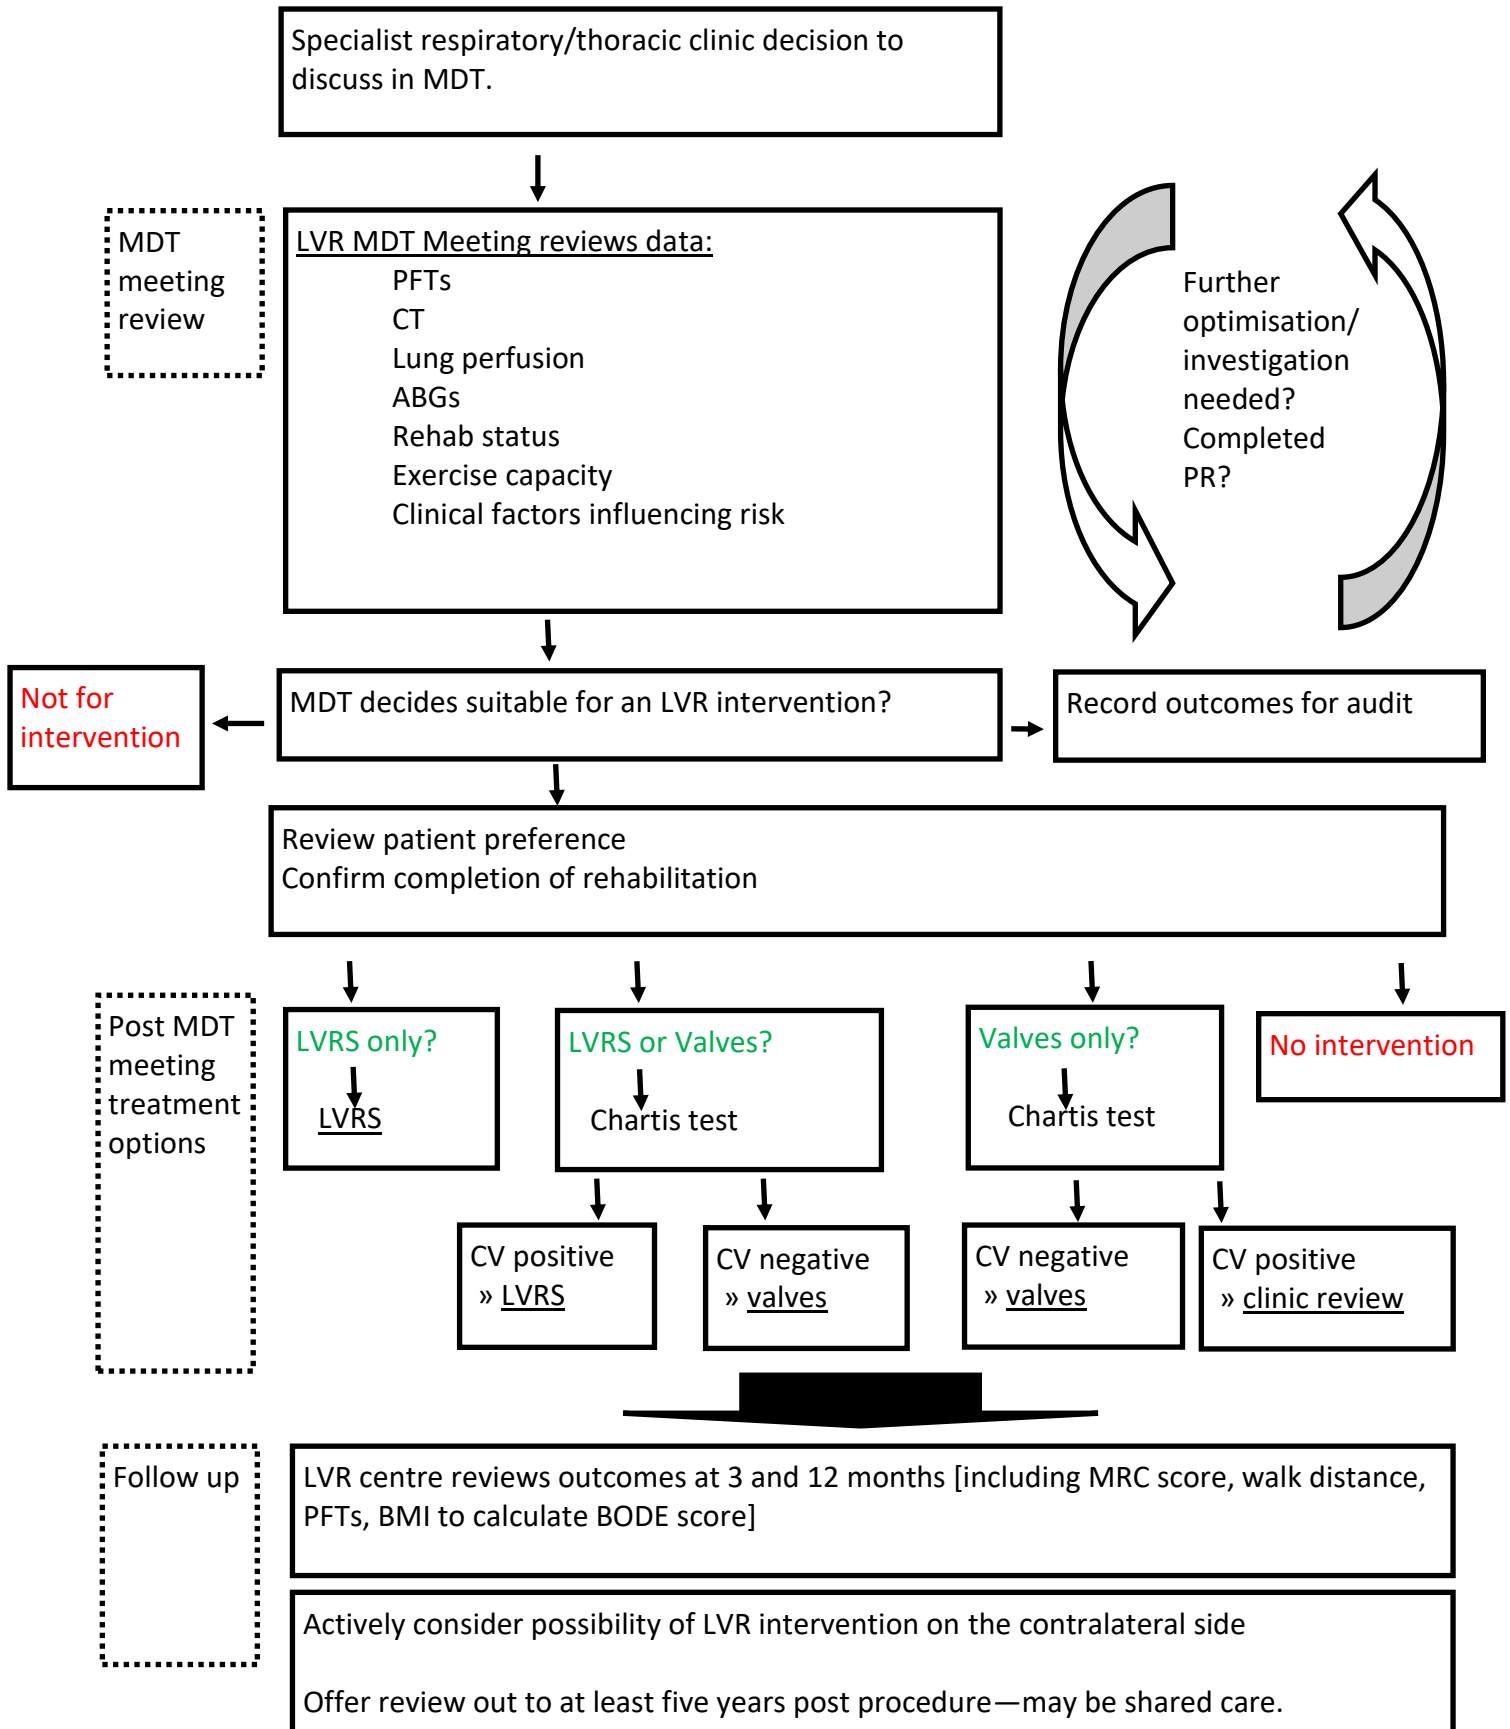 Specialist respiratory/thoracic clinic decision to
discuss in MDT.
MDT
meeting
review
LVR MDT Meeting reviews data:
PFTs
CT
Lung perfusion
ABGs
Rehab status
Exercise capacity
Clinical factors influencing risk
Further
optimisation/
investigation
needed?
Completed
PR?
Not for
intervention
MDT decides suitable for an LVR intervention?
Record outcomes for audit
Review patient preference
Confirm completion of rehabilitation
Post MDT
meeting
treatment
options
LVRS only?
LVRS
LVRS or Valves?
Chartis test
Valves only?
Chartis test
No intervention
CV positive
» LVRS
CV negative
» valves
CV negative
» valves
CV positive
» clinic review
Follow up
LVR centre reviews outcomes at 3 and 12 months [including MRC score, walk distance,
PFTs, BMI to calculate BODE score]
Actively consider possibility of LVR intervention on the contralateral side
Offer review out to at least five years post procedure—may be shared care.